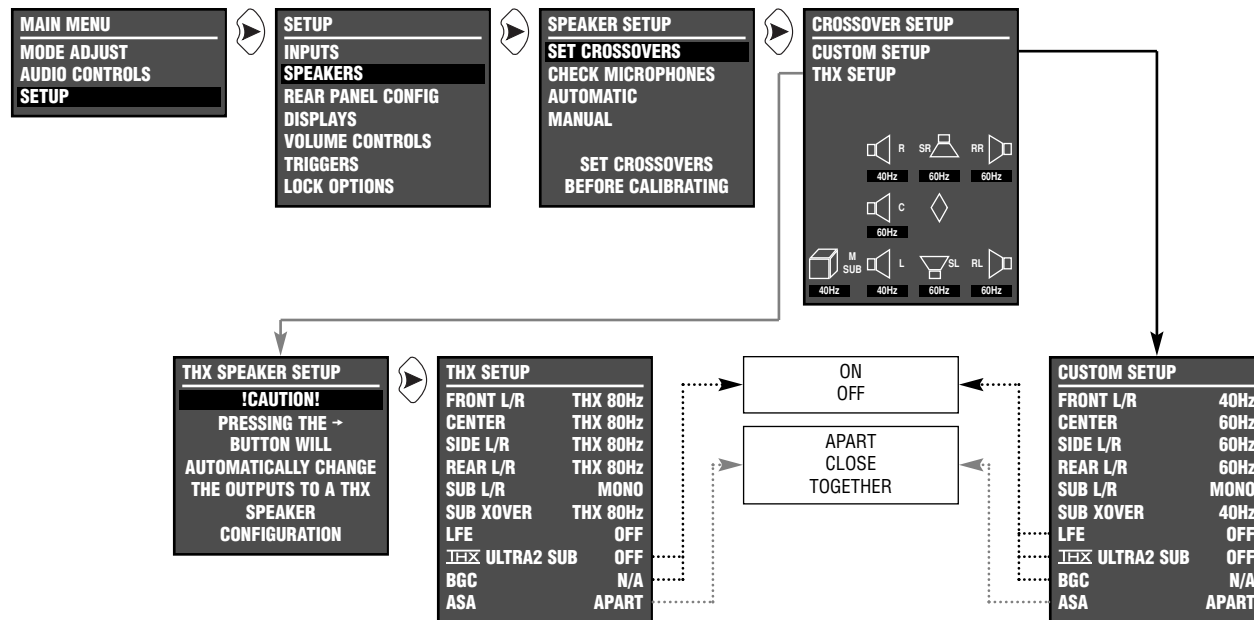 MAIN MENU
MODE ADJUST
AUDIO CONTROLS
SETUP
SETUP
INPUTS
SPEAKERS
REAR PANEL CONFIG
DISPLAYS
VOLUME CONTROLS
TRIGGERS
LOCK OPTIONS
SPEAKER SETUP
SET CROSSOVERS
CHECK MICROPHONES
AUTOMATIC
MANUAL
SET CROSSOVERS
BEFORE CALIBRATING
CROSSOVER SETUP
CUSTOM SETUP
THX SETUP
R SR RR
40Hz 60Hz 60Hz
C
60Hz
M
SUB L SL RL
40Hz 40Hz 60Hz 60Hz
THX SPEAKER SETUP
!CAUTION!
PRESSING THE →
BUTTON WILL
AUTOMATICALLY CHANGE
THE OUTPUTS TO A THX
SPEAKER
CONFIGURATION
THX SETUP
FRONT L/R THX 80Hz
CENTER THX 80Hz
SIDE L/R THX 80Hz
REAR L/R THX 80Hz
SUB L/R MONO
SUB XOVER THX 80Hz
LFE OFF
THX ULTRA2 SUB OFF
BGC N/A
ASA APART
ON
OFF
APART
CLOSE
TOGETHER
CUSTOM SETUP
FRONT L/R 40Hz
CENTER 60Hz
SIDE L/R 60Hz
REAR L/R 60Hz
SUB L/R MONO
SUB XOVER 40Hz
LFE OFF
THX ULTRA2 SUB OFF
BGC N/A
ASA APART